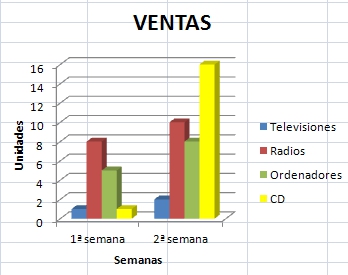 VENTAS
16
14
12
10
8
6
4
2
0
Unidades
1ª semana
2ª semana
Semanas
Televisiones
Radios
Ordenadores
CD